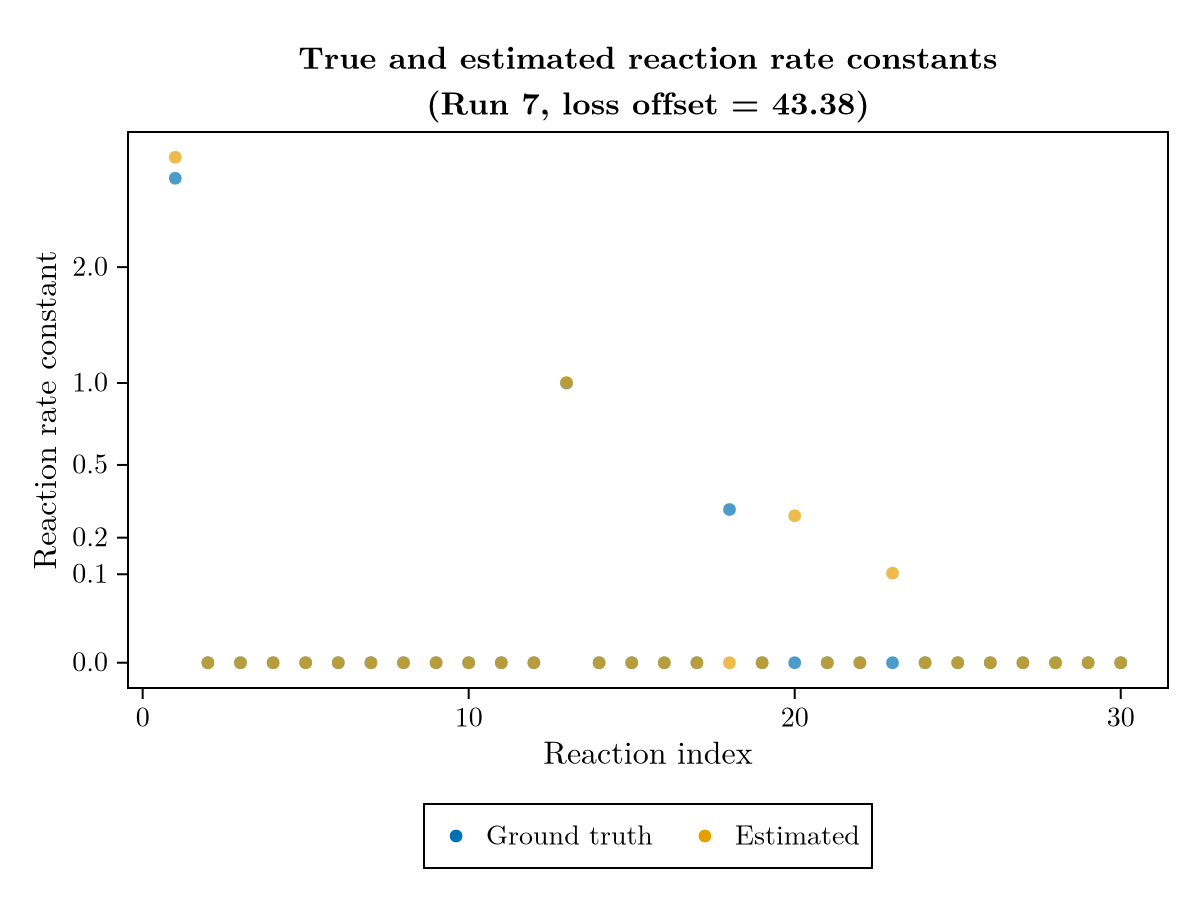 True and estimated reaction rate constants
(Run 7, loss offset = 43.38)
Reaction rate constant
2.0
1.0
0.5
0.2
0.1
0.0
0 10 20 30
Reaction index
Ground truth Estimated